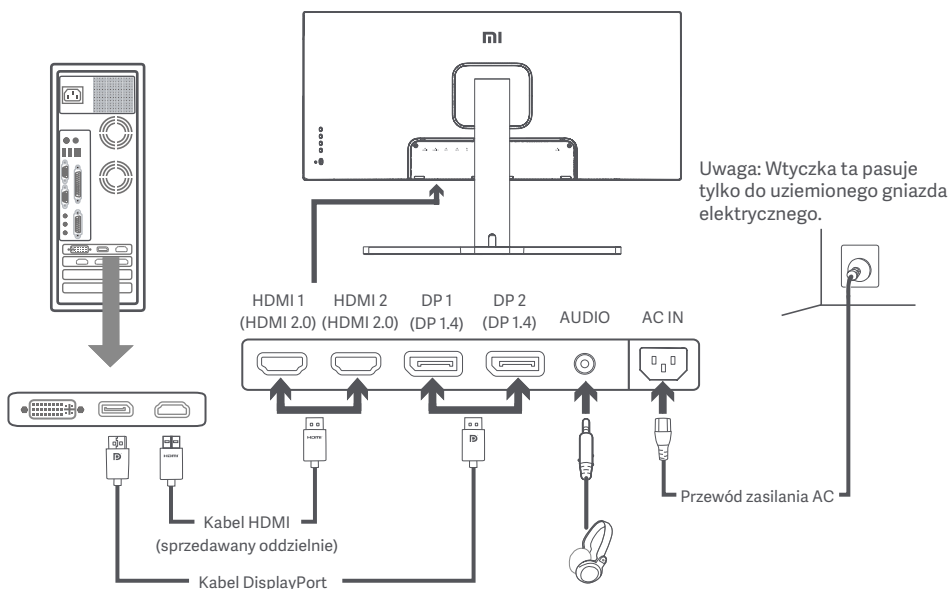 mi
Uwaga: Wtyczka ta pasuje
tylko do uziemionego gniazda
elektrycznego.
HDMI 1
(HDMI 2.0)
HDMI 2
(HDMI 2.0)
DP 1
(DP 1.4)
DP 2
(DP 1.4)
AUDIO
AC IN
HDMI
HDMI
Przewód zasilania AC
Kabel HDMI
(sprzedawany oddzielnie)
Kabel DisplayPort